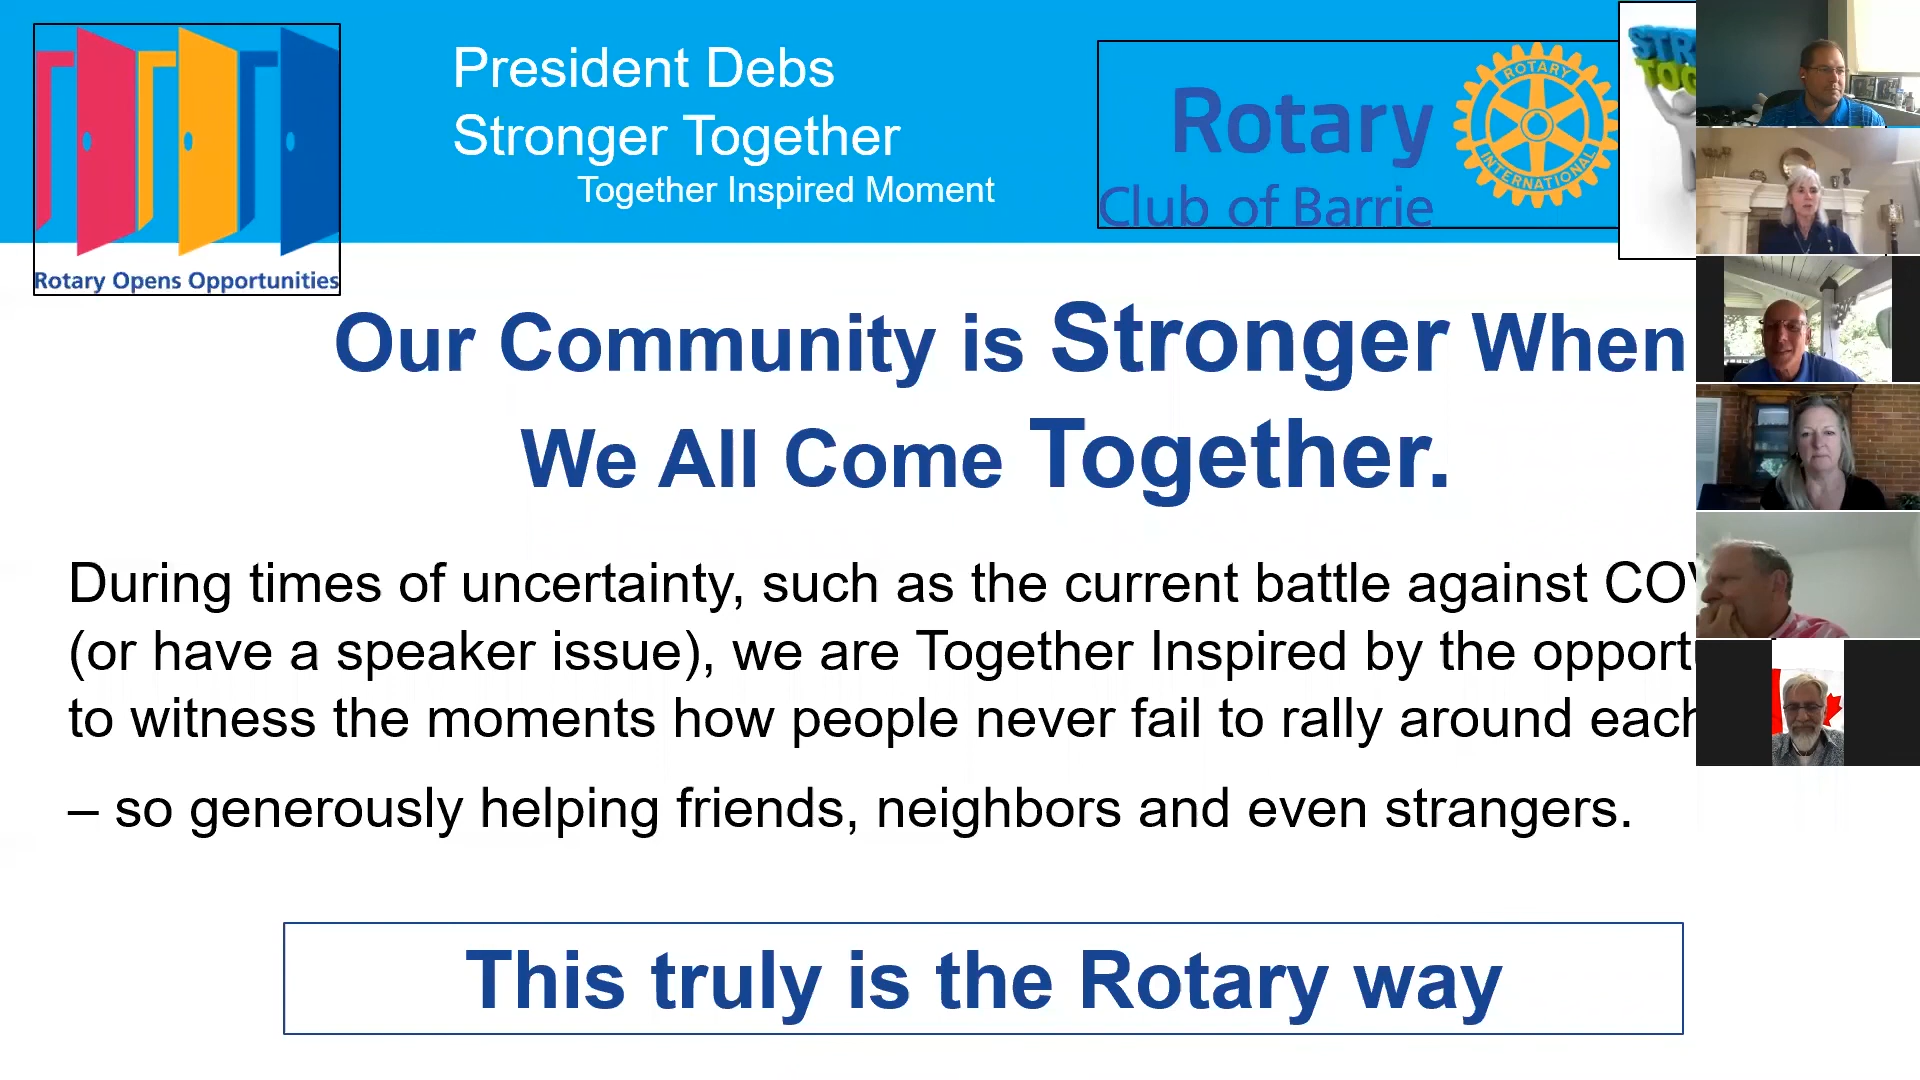 President Debs
Stronger Together
Together Inspired Moment
Rotary
Club of Barrie
ROTARY
INTERNATIONAL
Rotary Opens Opportunities
Our Community is Stronger When
We All Come Together.
During times of uncertainty, such as the current battle against
(or have a speaker issue), we are Together Inspired by the
to witness the moments how people never fail to rally around each
– so generously helping friends, neighbors and even strangers.
This truly is the Rotary way